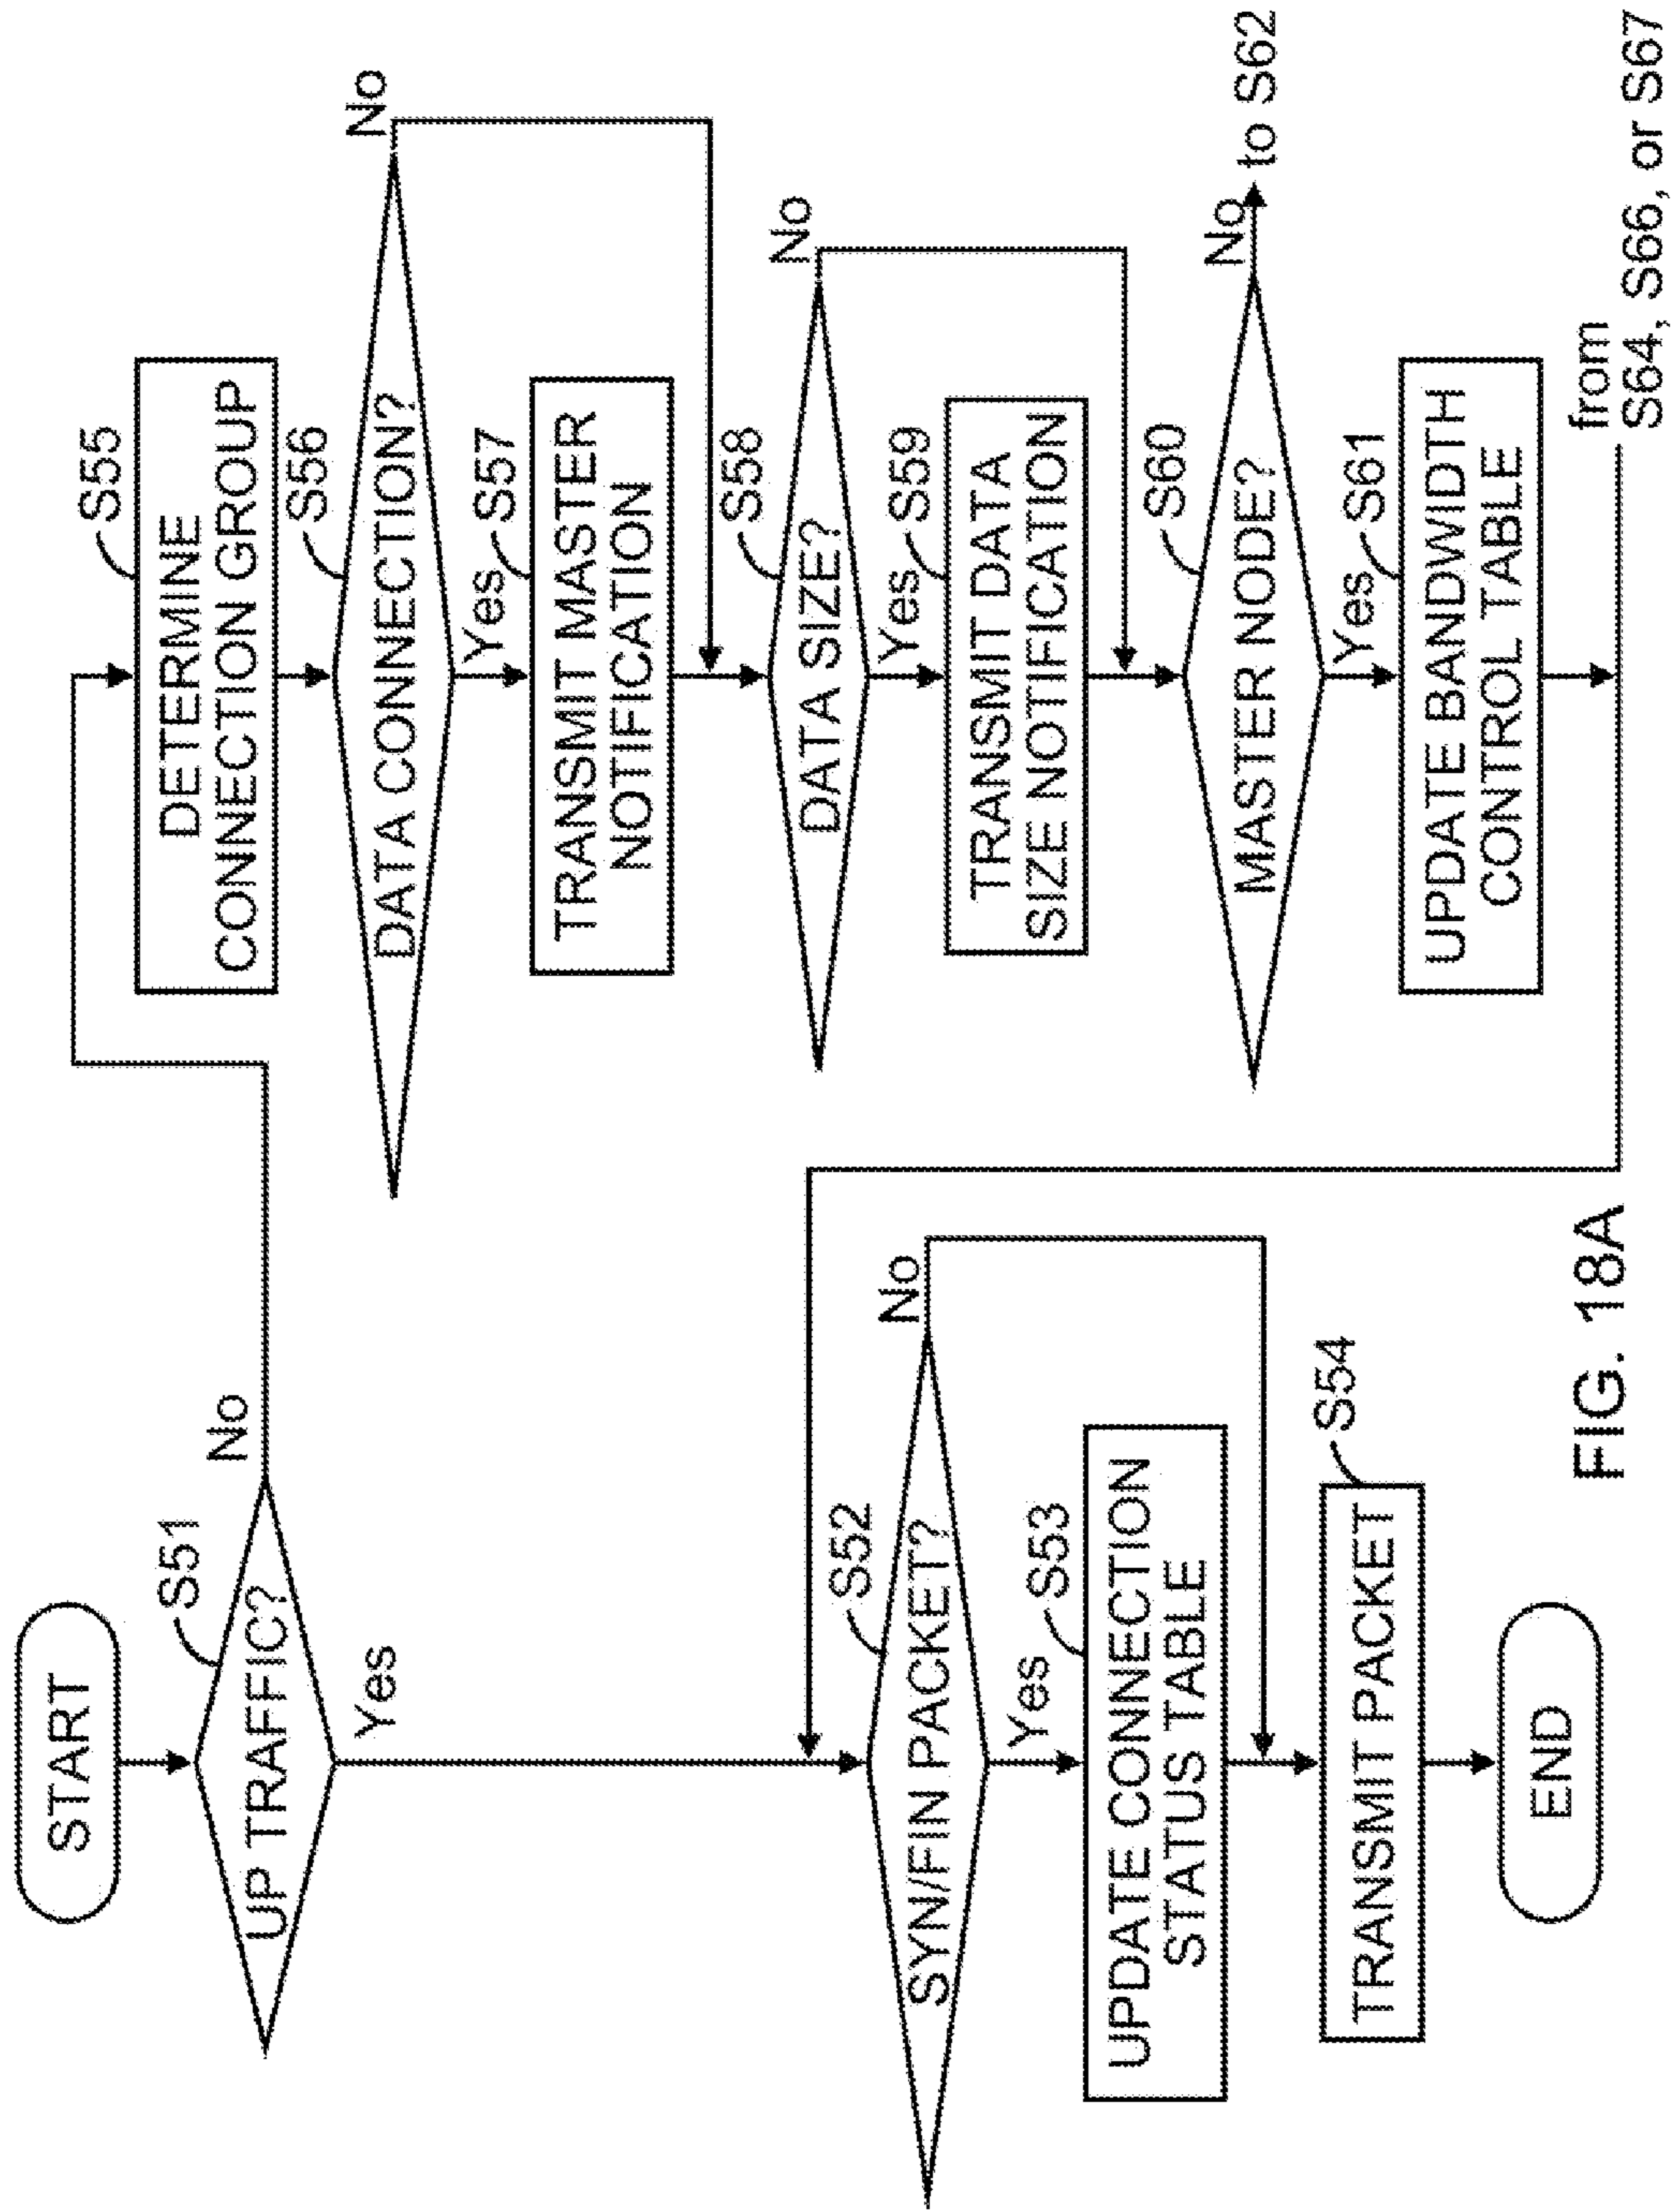 START
UP TRAFFIC?
S51
No
Yes
SYN/FIN PACKET?
S52
No
Yes
S53
UPDATE CONNECTION
STATUS TABLE
S54
TRANSMIT PACKET
END
S55
DETERMINE
CONNECTION GROUP
S56
DATA CONNECTION?
No
Yes
S57
TRANSMIT MASTER
NOTIFICATION
S58
DATA SIZE?
No
Yes
S59
TRANSMIT DATA
SIZE NOTIFICATION
S60
MASTER NODE?
No
to S62
Yes
S61
UPDATE BANDWIDTH
CONTROL TABLE
from
S64, S66, or S67
FIG. 18A